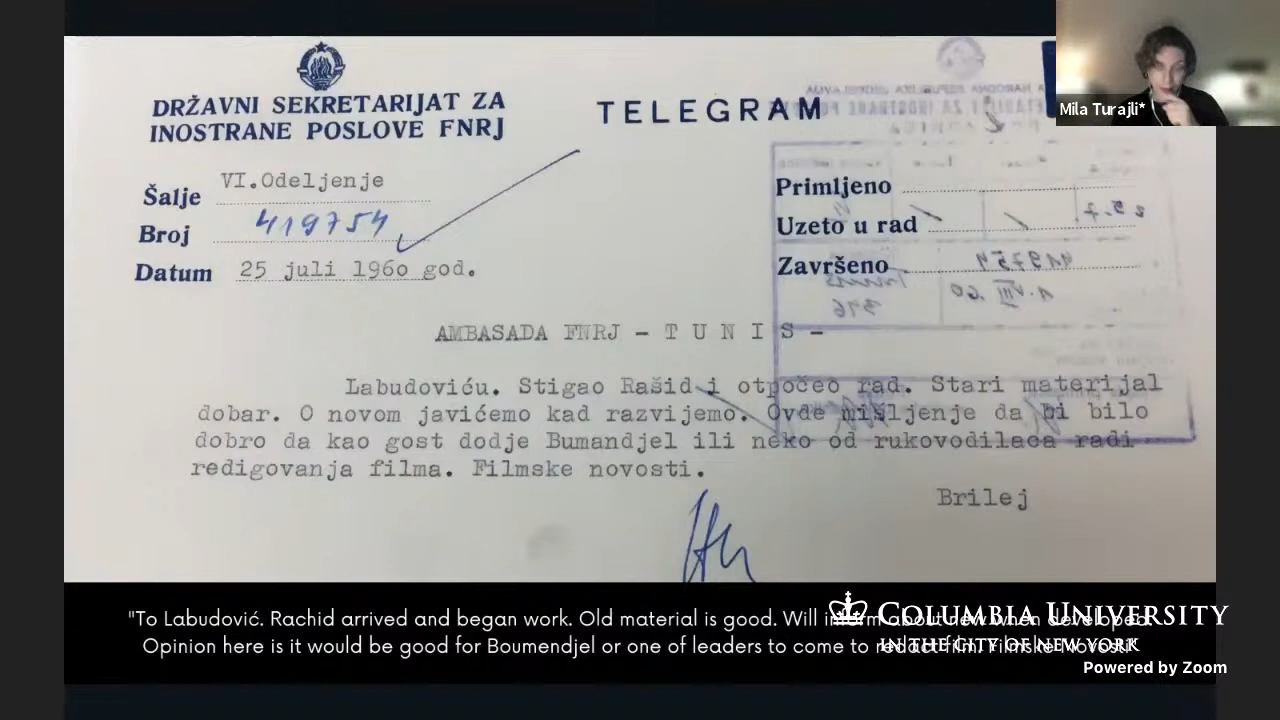 DRŽAVNI SEKRETARIJAT ZA
INOSTRANE POSLOVE FNRJ
TELEGRAM
Šalje VI.Odeljenje
Broj 419754
Datum 25 juli 196o god.
Primljeno
Uzeto u rad
Završeno
AMBASADA FNRJ - T U N I S -
Labudoviću. Stigao Rašid i otpočeo rad. Stari materijal
dobar. O novom javićemo kad razvijemo. Ovde mišljenje da bi bilo
dobro da kao gost dodje Bumandjel ili neko od rukovodilaca radi
redigovanja filma. Filmske novosti.
Brilej
Mila Turajli*
"To Labudović. Rachid arrived and began work. Old material is good. Will inform about new when developed.
Opinion here is it would be good for Boumendjel or one of leaders to come to redact film. Filmske Novosti"
COLUMBIA UNIVERSITY
IN THE CITY OF NEW YORK
Powered by Zoom